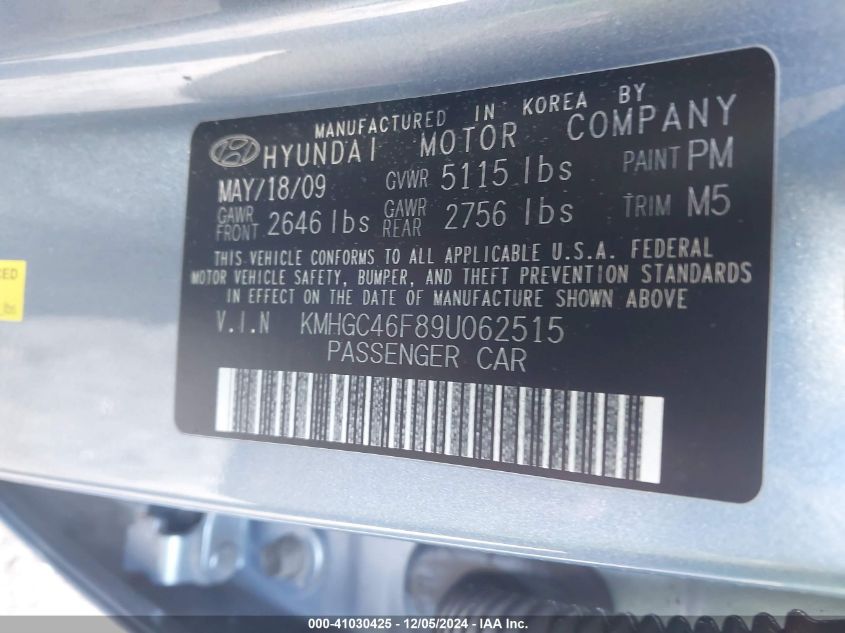 MANUFACTURED IN KOREA BY
HYUNDAI MOTOR COMPANY
MAY/18/09 GVWR 5115 lbs PAINT PM
GAWR FRONT 2646 lbs GAWR REAR 2756 lbs TRIM M5
THIS VEHICLE CONFORMS TO ALL APPLICABLE U.S.A. FEDERAL
MOTOR VEHICLE SAFETY, BUMPER, AND THEFT PREVENTION STANDARDS
IN EFFECT ON THE DATE OF MANUFACTURE SHOWN ABOVE
V.I.N KMHGC46F89U062515
PASSENGER CAR
lbs
000-41030425 - 12/05/2024 - IAA Inc.